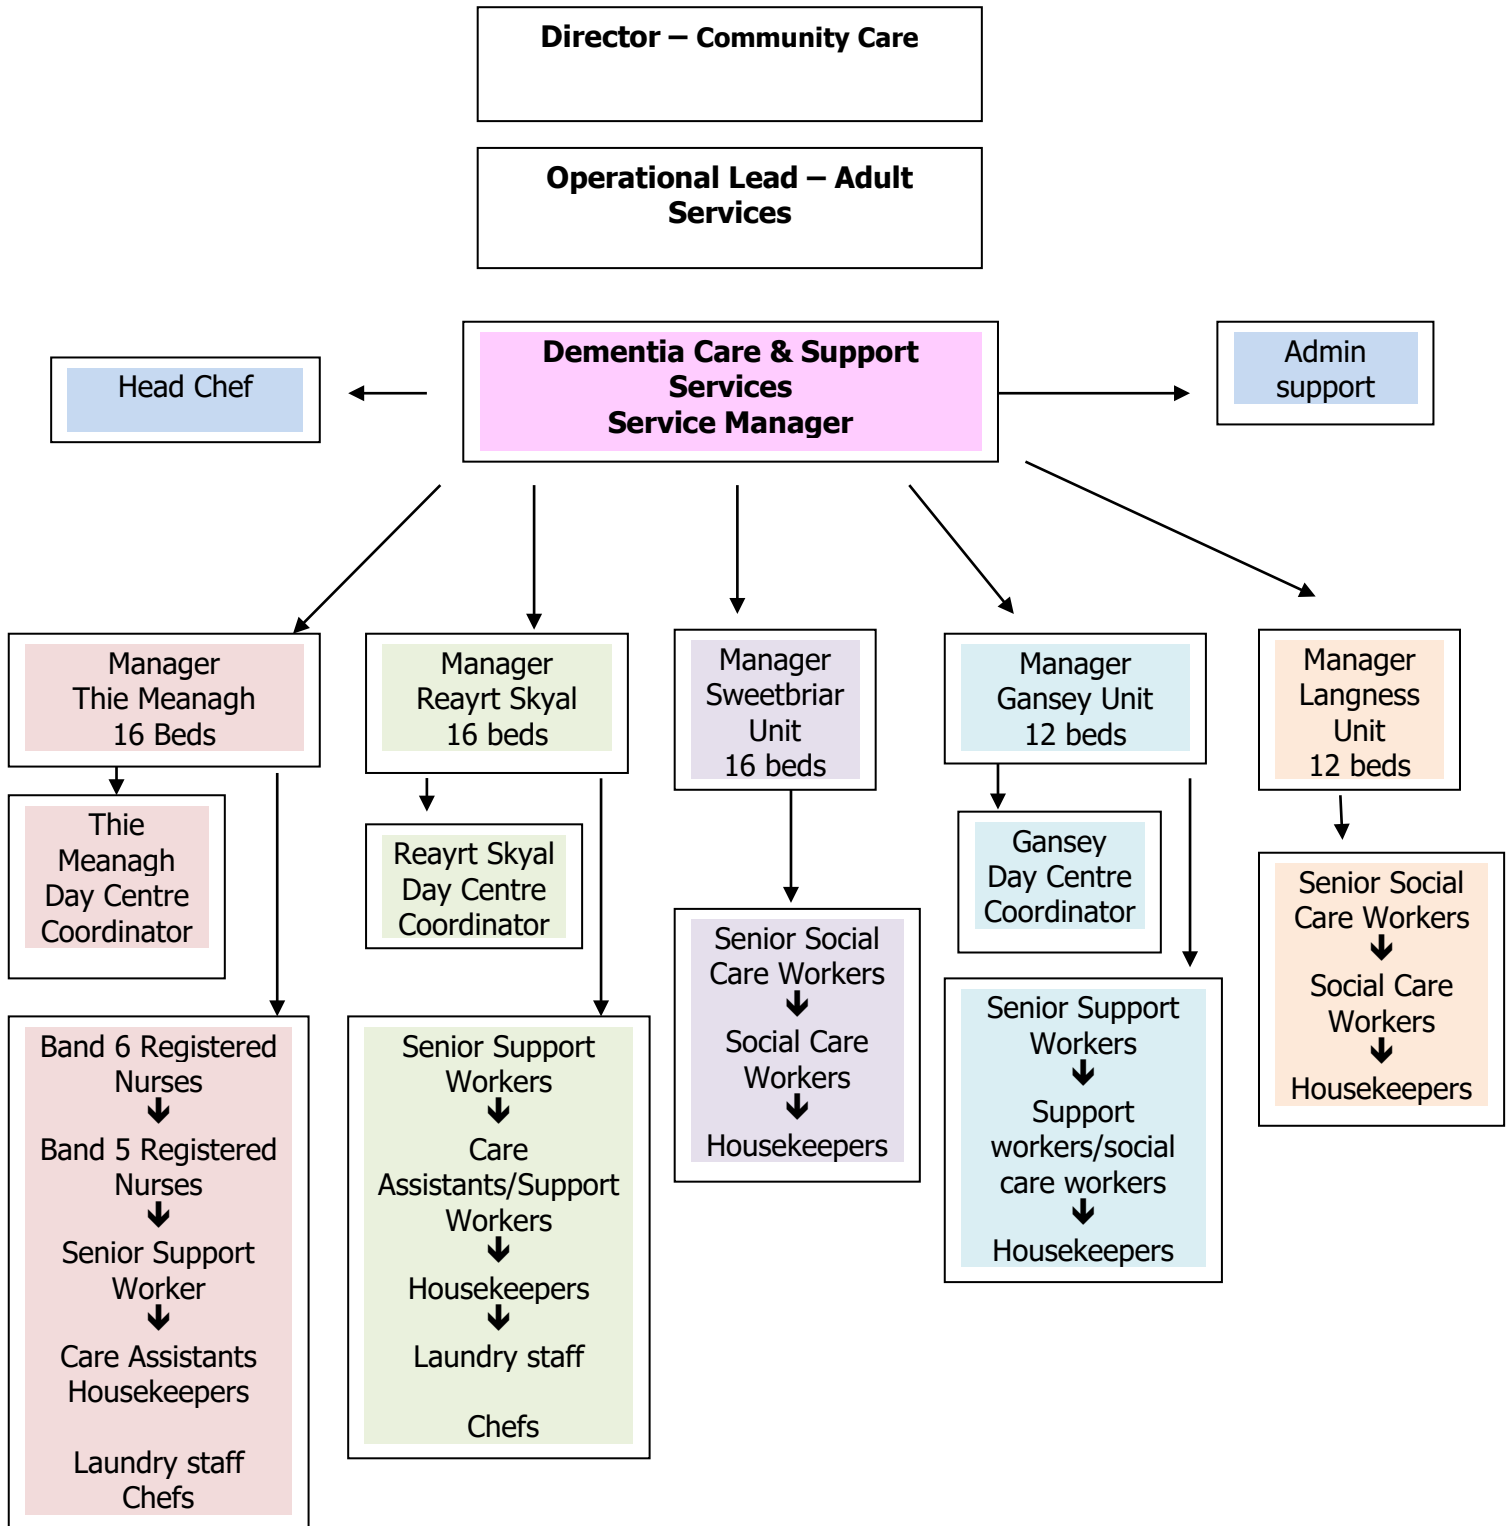 Director – Community Care
Operational Lead – Adult
Services
Dementia Care & Support
Services
Service Manager
Head Chef
Admin
support
Manager
Thie Meanagh
16 Beds
Manager
Reayrt Skyal
16 beds
Manager
Sweetbriar
Unit
16 beds
Manager
Gansey Unit
12 beds
Manager
Langness
Unit
12 beds
Thie
Meanagh
Day Centre
Coordinator
Reayrt Skyal
Day Centre
Coordinator
Gansey
Day Centre
Coordinator
Band 6 Registered
Nurses
Band 5 Registered
Nurses
Senior Support
Worker
Care Assistants
Housekeepers
Laundry staff
Chefs
Senior Support
Workers
Care
Assistants/Support
Workers
Housekeepers
Laundry staff
Chefs
Senior Social
Care Workers
Social Care
Workers
Housekeepers
Senior Support
Workers
Support
workers/social
care workers
Housekeepers
Senior Social
Care Workers
Social Care
Workers
Housekeepers